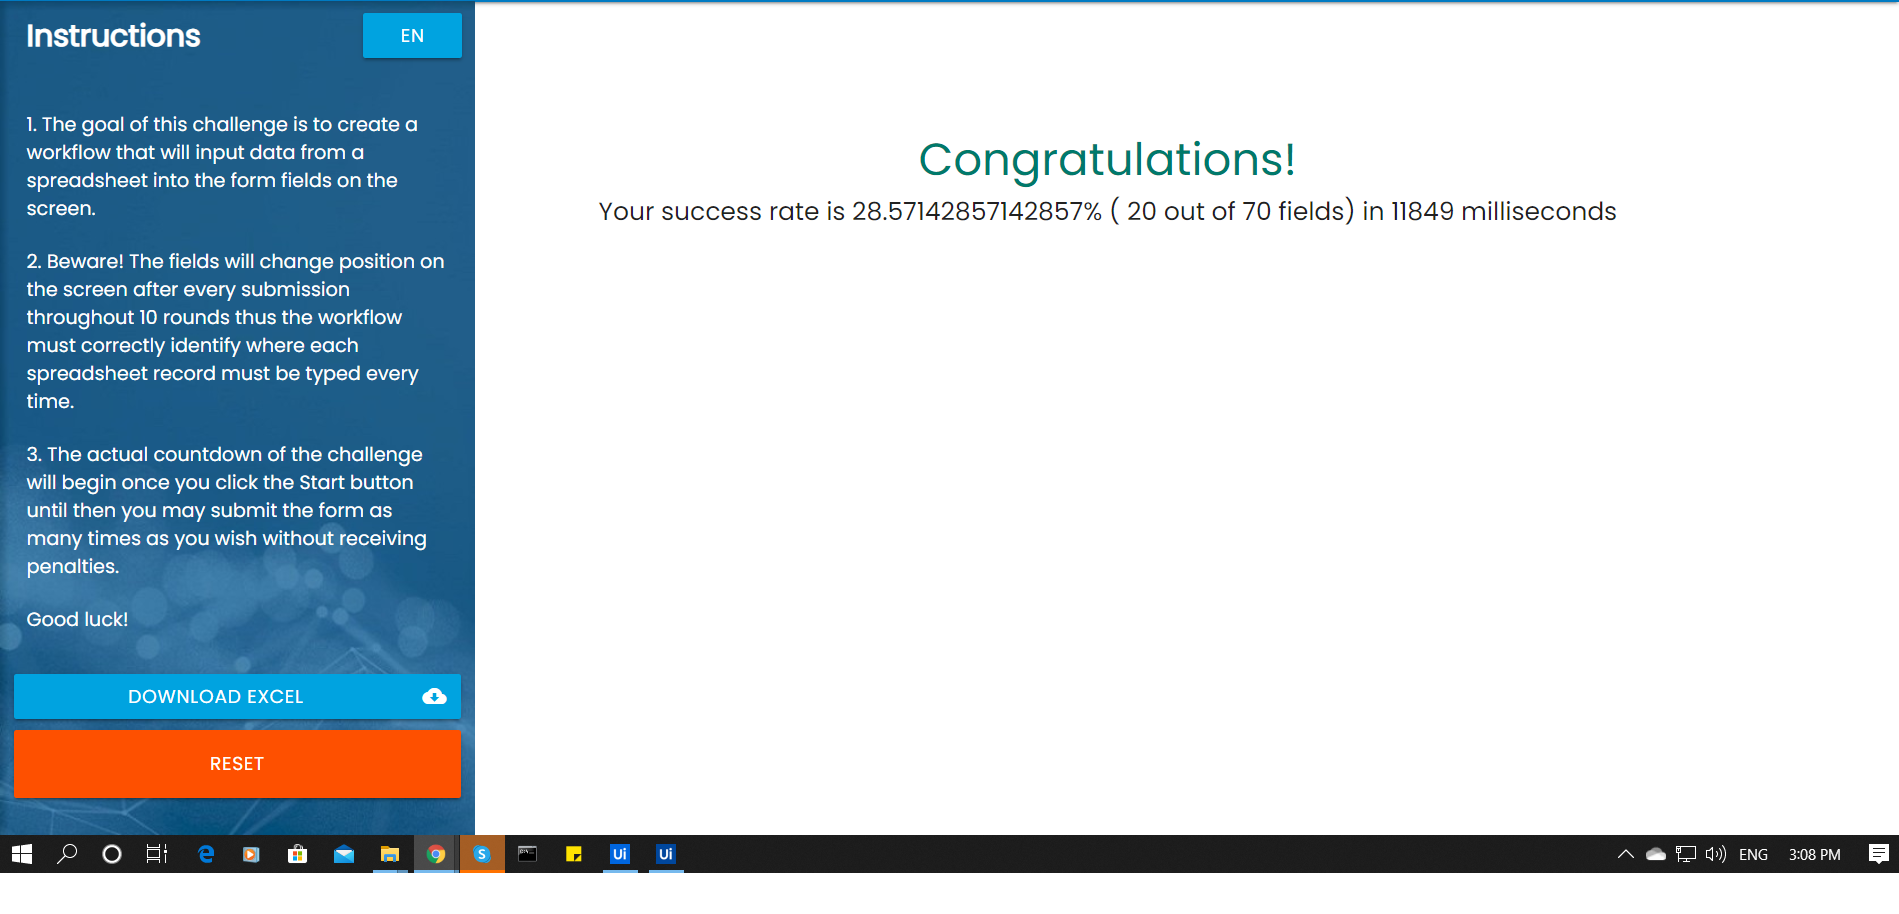 Instructions
EN
1. The goal of this challenge is to create a
workflow that will input data from a
spreadsheet into the form fields on the
screen.
2. Beware! The fields will change position on
the screen after every submission
throughout 10 rounds thus the workflow
must correctly identify where each
spreadsheet record must be typed every
time.
3. The actual countdown of the challenge
will begin once you click the Start button
until then you may submit the form as
many times as you wish without receiving
penalties.
Good luck!
DOWNLOAD EXCEL
RESET
Congratulations!
Your success rate is 28.57142857142857% ( 20 out of 70 fields) in 11849 milliseconds
Ui
Ui
ENG
3:08 PM